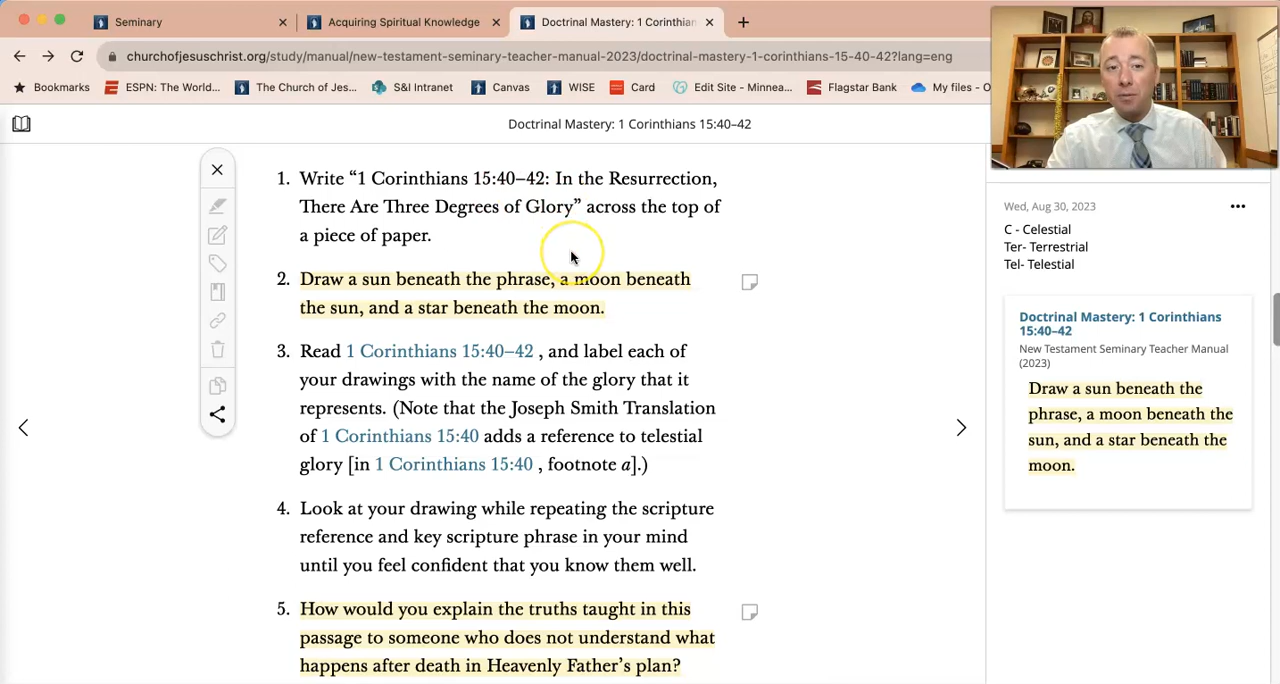 Seminary
Acquiring Spiritual Knowledge
Doctrinal Mastery: 1 Corinthian
churchofjesuschrist.org/study/manual/new-testament-seminary-teacher-manual-2023/doctrinal-mastery-1-corinthians-15-40-42?lang=eng
Bookmarks ESPN: The World... The Church of Jes... S&I Intranet Canvas WISE Card Edit Site - Minnea... Flagstar Bank My files - O
Doctrinal Mastery: 1 Corinthians 15:40–42
1. Write “1 Corinthians 15:40–42: In the Resurrection,
There Are Three Degrees of Glory” across the top of
a piece of paper.
2. Draw a sun beneath the phrase, a moon beneath
the sun, and a star beneath the moon.
3. Read 1 Corinthians 15:40–42 , and label each of
your drawings with the name of the glory that it
represents. (Note that the Joseph Smith Translation
of 1 Corinthians 15:40 adds a reference to telestial
glory [in 1 Corinthians 15:40 , footnote a].)
4. Look at your drawing while repeating the scripture
reference and key scripture phrase in your mind
until you feel confident that you know them well.
5. How would you explain the truths taught in this
passage to someone who does not understand what
happens after death in Heavenly Father’s plan?
Wed, Aug 30, 2023
C - Celestial
Ter- Terrestrial
Tel- Telestial
Doctrinal Mastery: 1 Corinthians
15:40–42
New Testament Seminary Teacher Manual
(2023)
Draw a sun beneath the
phrase, a moon beneath the
sun, and a star beneath the
moon.